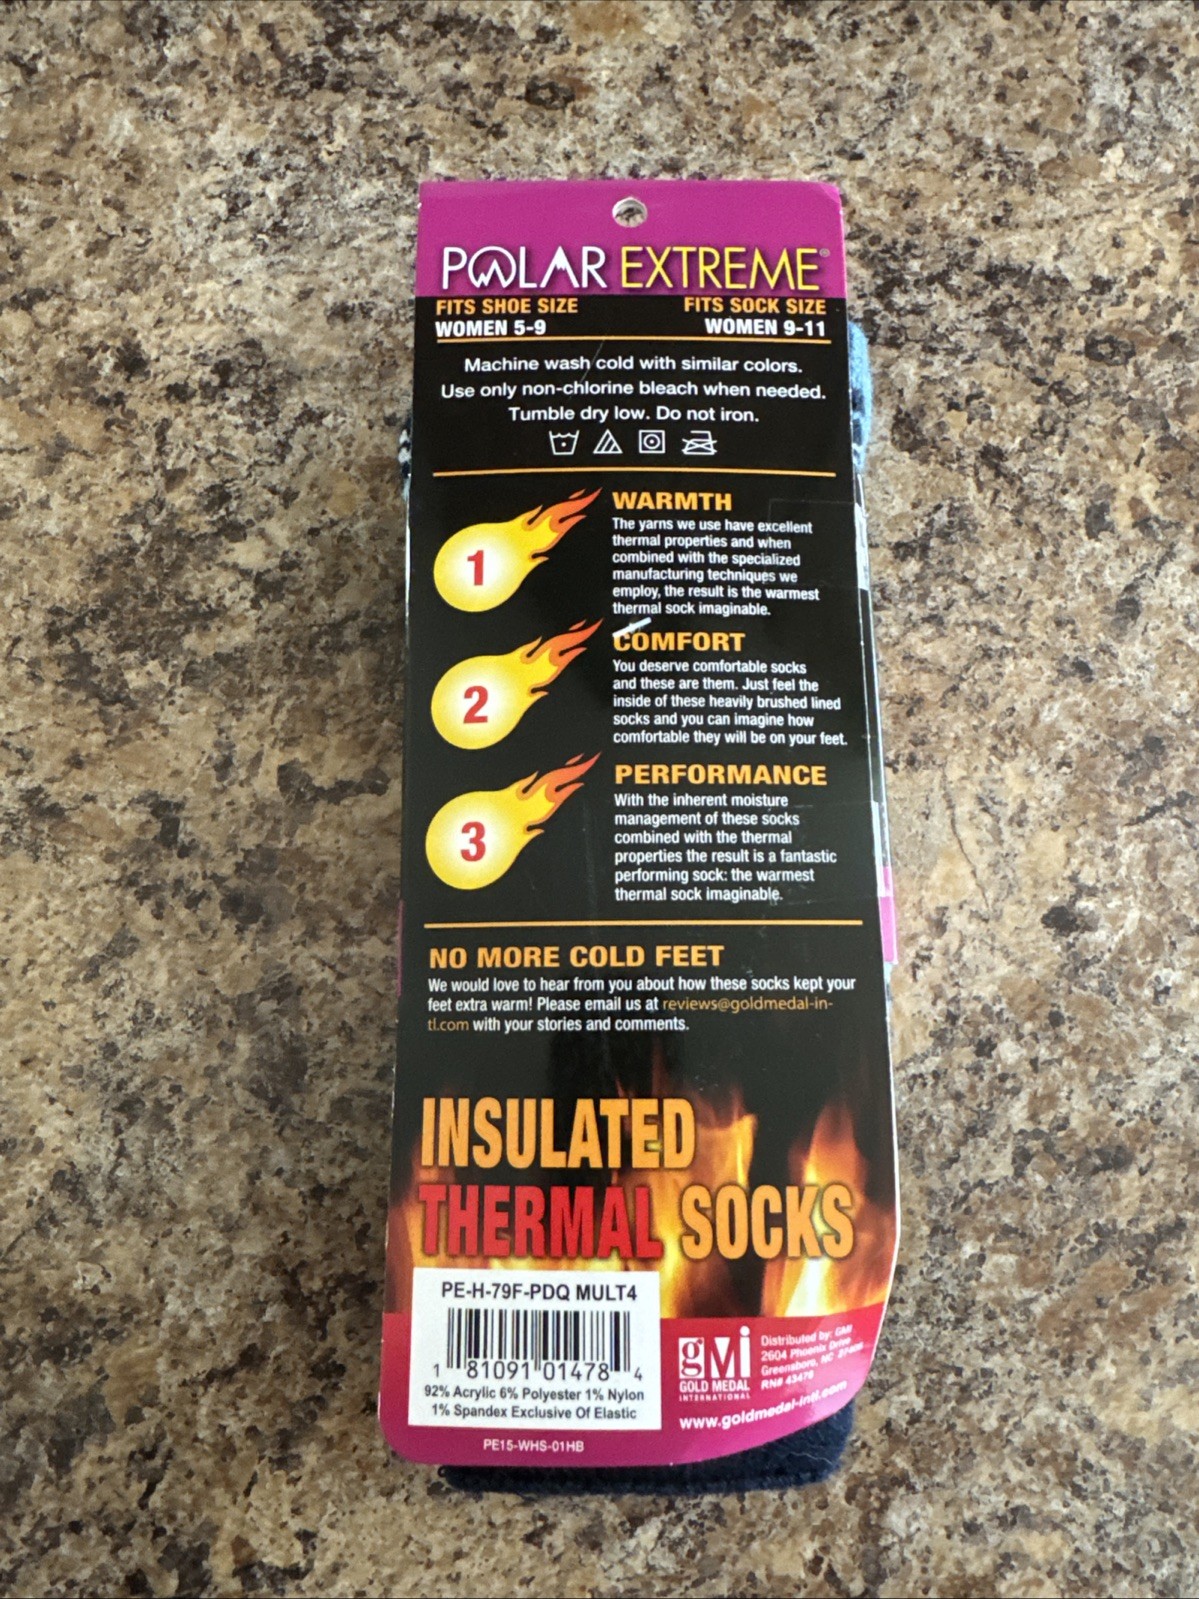 POLAR EXTREME®
FITS SHOE SIZE
WOMEN 5-9
FITS SOCK SIZE
WOMEN 9-11
Machine wash cold with similar colors.
Use only non-chlorine bleach when needed.
Tumble dry low. Do not iron.
1
WARMTH
The yarns we use have excellent
thermal properties and when
combined with the specialized
manufacturing techniques we
employ, the result is the warmest
thermal sock imaginable.
2
COMFORT
You deserve comfortable socks
and these are them. Just feel the
inside of these heavily brushed lined
socks and you can imagine how
comfortable they will be on your feet.
3
PERFORMANCE
With the inherent moisture
management of these socks
combined with the thermal
properties the result is a fantastic
performing sock: the warmest
thermal sock imaginable.
NO MORE COLD FEET
We would love to hear from you about how these socks kept your
feet extra warm! Please email us at reviews@goldmedal-in-
tl.com with your stories and comments.
INSULATED
THERMAL SOCKS
PE-H-79F-PDQ MULT4
1 81091 01478 4
92% Acrylic 6% Polyester 1% Nylon
1% Spandex Exclusive Of Elastic
PE15-WHS-01HB
gMi
GOLD MEDAL
INTERNATIONAL
Distributed by: GMI
2604 Phoenix Drive
Greensboro, NC
RN# 43476
www.goldmedal-intl.com